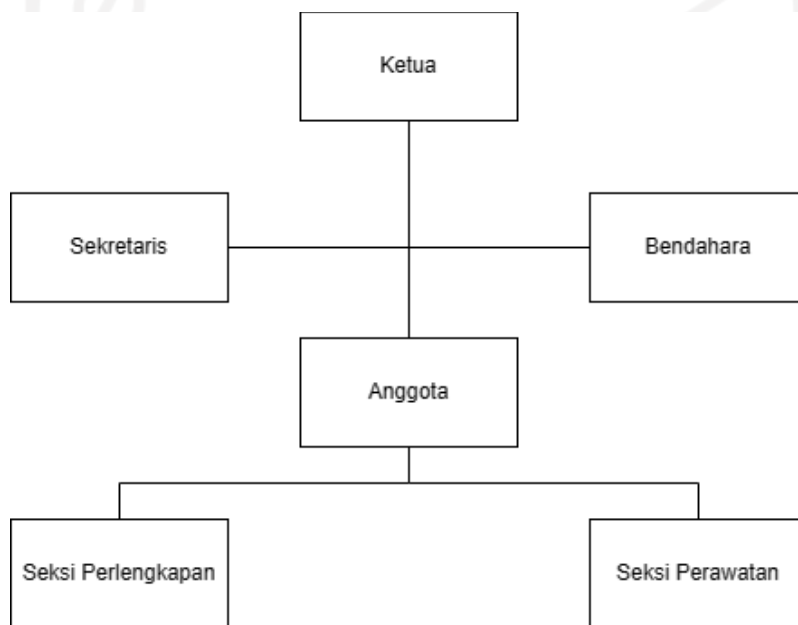 Ketua
Sekretaris
Bendahara
Anggota
Seksi Perlengkapan
Seksi Perawatan